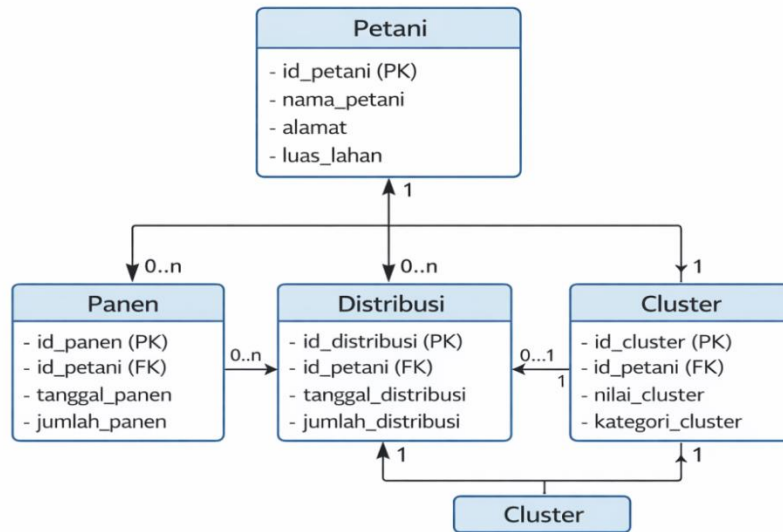 Petani
- id_petani (PK)
- nama_petani
- alamat
- luas_lahan
1
0..n
0..n
1
Panen
- id_panen (PK)
- id_petani (FK)
- tanggal_panen
- jumlah_panen
0..n
Distribusi
- id_distribusi (PK)
- id_petani (FK)
- tanggal_distribusi
- jumlah_distribusi
0...1
1
Cluster
- id_cluster (PK)
- id_petani (FK)
- nilai_cluster
- kategori_cluster
1
1
Cluster